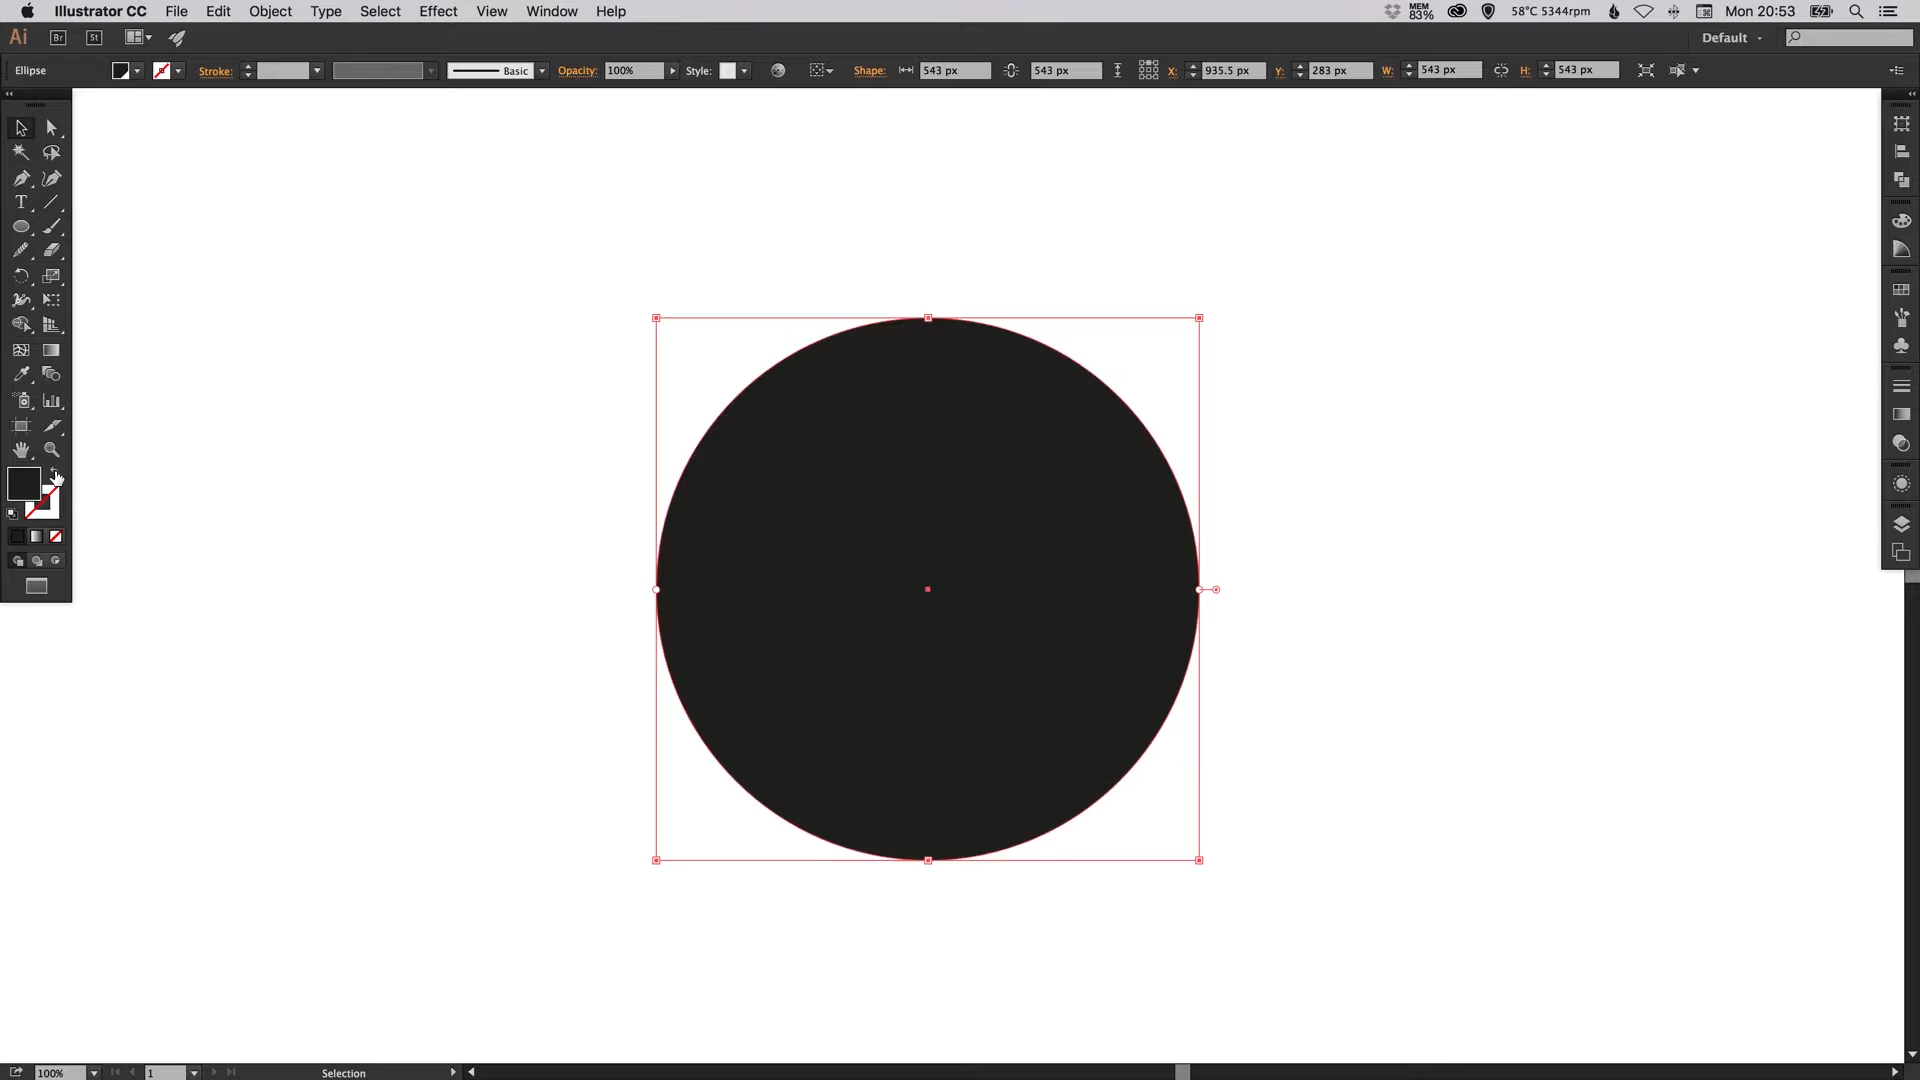 Illustrator CC File Edit Object Type Select Effect View Window Help MEM 83% 58°C 5344rpm Mon 20:53
Ai Br St Default
Ellipse Stroke: Basic Opacity: 100% Style: Shape: 543 px 543 px X: 935.5 px Y: 283 px W: 543 px H: 543 px
T
100% 1 Selection